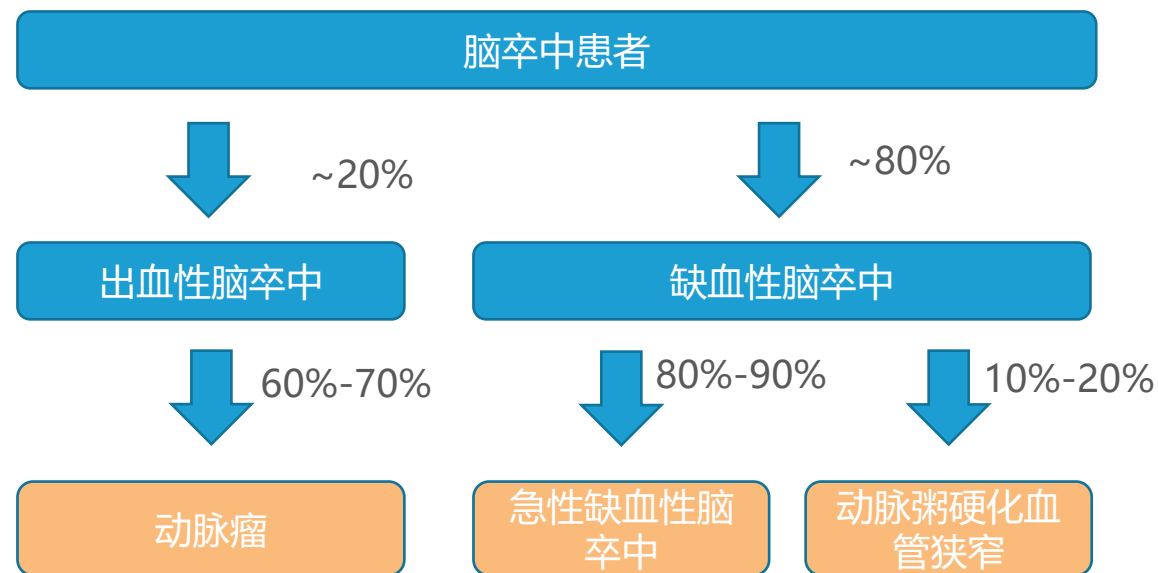 脑卒中患者
~20%
~80%
出血性脑卒中
缺血性脑卒中
60%-70%
80%-90%
10%-20%
动脉瘤
急性缺血性脑
卒中
动脉粥硬化血
管狭窄